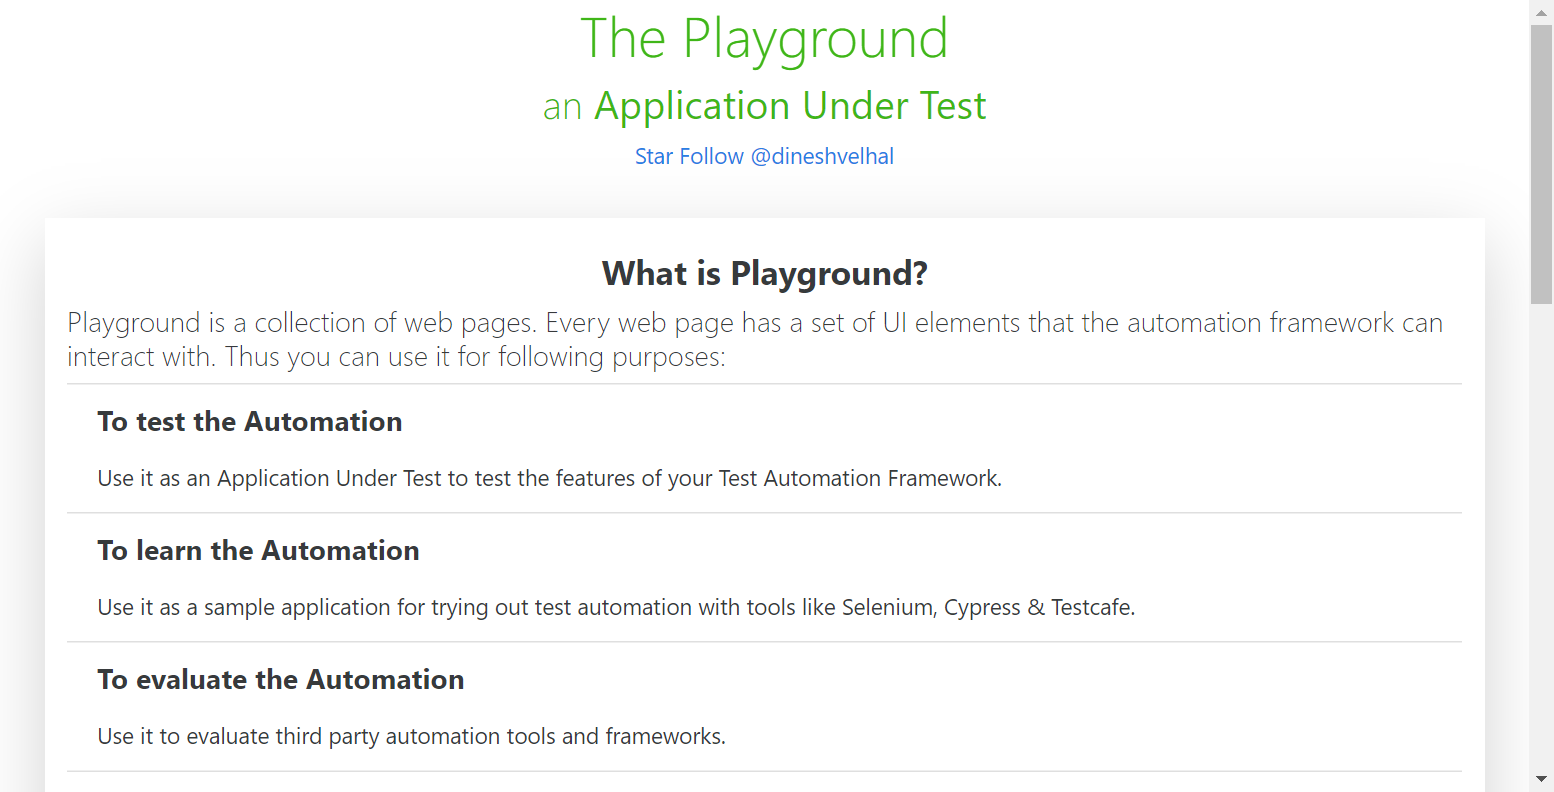 The Playground
an Application Under Test
Star Follow @dineshvelhal
What is Playground?
Playground is a collection of web pages. Every web page has a set of UI elements that the automation framework can
interact with. Thus you can use it for following purposes:
To test the Automation
Use it as an Application Under Test to test the features of your Test Automation Framework.
To learn the Automation
Use it as a sample application for trying out test automation with tools like Selenium, Cypress & Testcafe.
To evaluate the Automation
Use it to evaluate third party automation tools and frameworks.